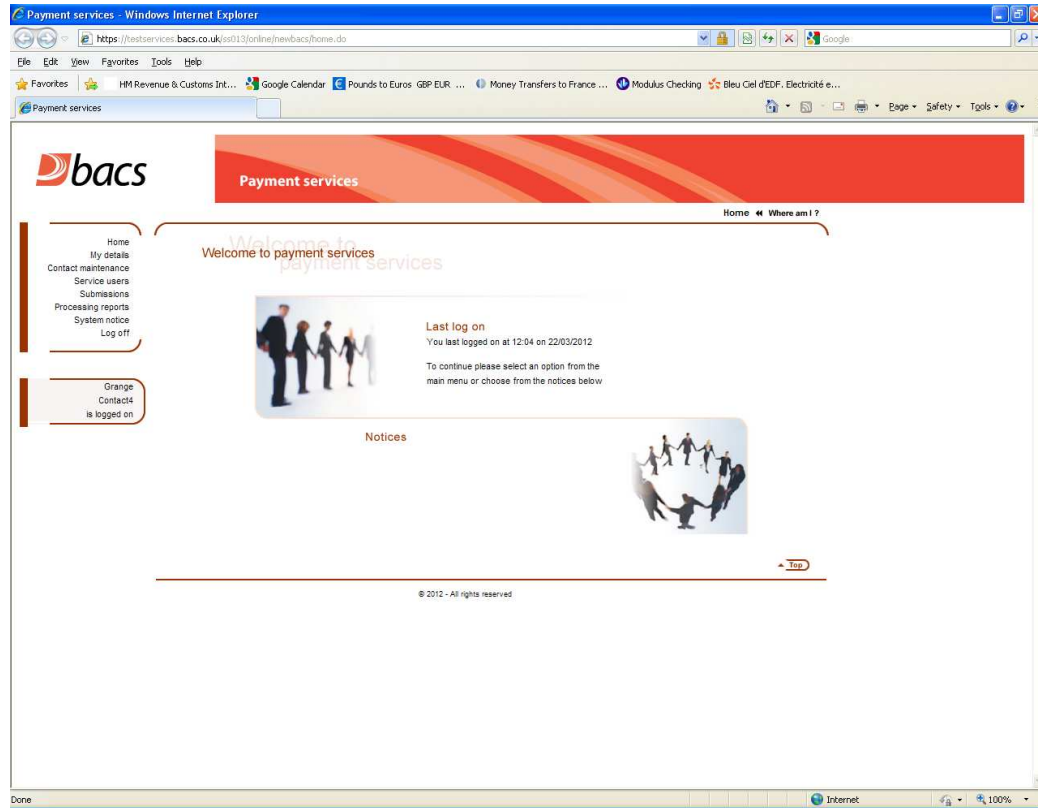 Payment services - Windows Internet Explorer
https://testservices.bacs.co.uk/ss013/online/newbacs/home.do
Google
File Edit View Favorites Tools Help
Favorites HM Revenue & Customs Int... Google Calendar Pounds to Euros GBP EUR ... Money Transfers to France ... Modulus Checking Bleu Ciel d'EDF. Electricité e...
Payment services
Page Safety Tools
bacs
Payment services
Home Where am I ?
Home
My details
Contact maintenance
Service users
Submissions
Processing reports
System notice
Log off
Grange
Contact4
is logged on
Welcome to
payment services
Welcome to payment services
Last log on
You last logged on at 12:04 on 22/03/2012
To continue please select an option from the
main menu or choose from the notices below
Notices
Top
© 2012 - All rights reserved
Done
Internet
100%